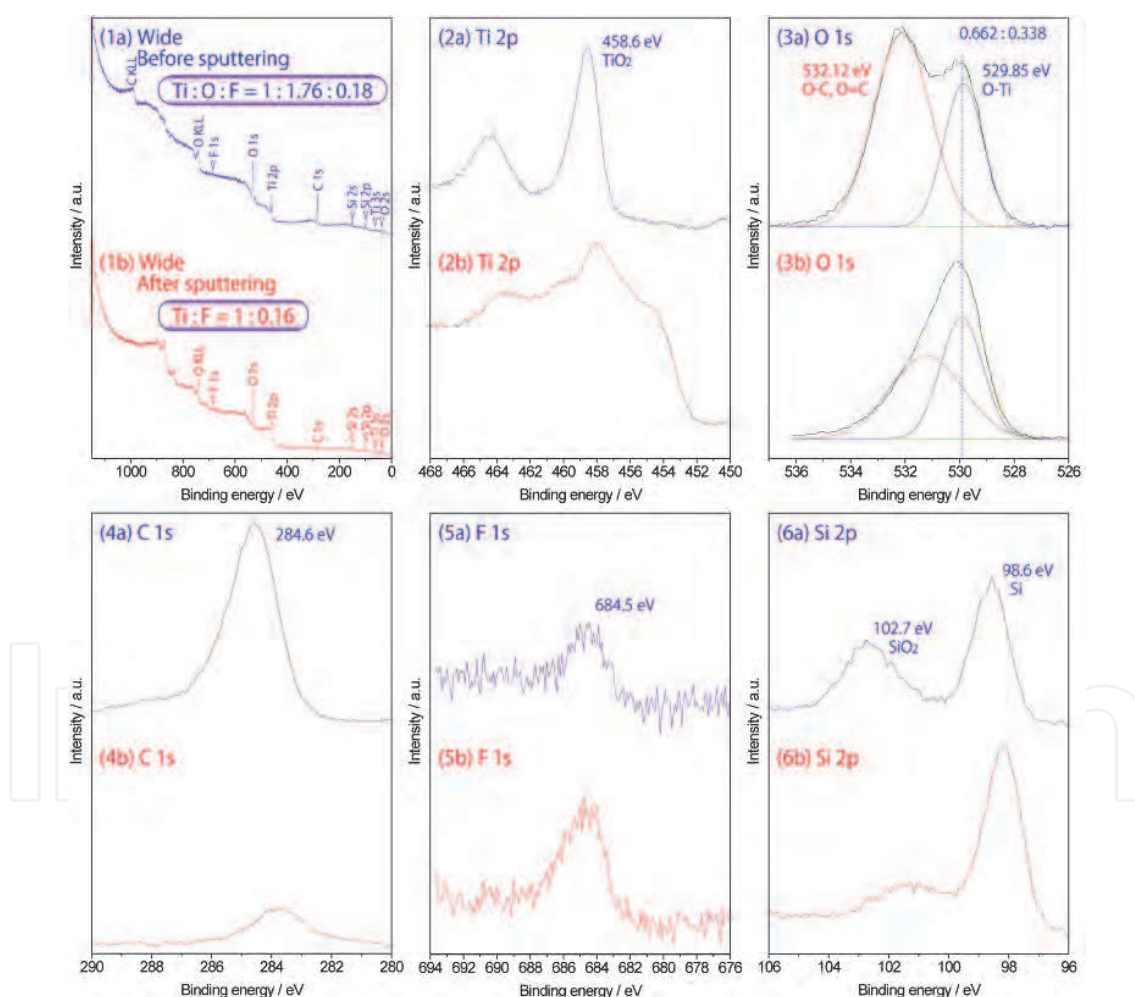 (1a) Wide
Before sputtering
Ti : O : F = 1 : 1.76 : 0.18
C KLL
O KLL
F 1s
O 1s
Ti 2p
C 1s
Si 2s
Si 2p
Ti 3s
O 2s
(1b) Wide
After sputtering
Ti : F = 1 : 0.16
O KLL
F 1s
O 1s
Ti 2p
C 1s
Si 2s
Si 2p
Intensity / a.u.
1000 800 600 400 200 0
Binding energy / eV
(2a) Ti 2p
458.6 eV
TiO2
(2b) Ti 2p
Intensity / a.u.
468 466 464 462 460 458 456 454 452 450
Binding energy / eV
(3a) O 1s
0.662 : 0.338
532.12 eV
O-C, O=C
529.85 eV
O-Ti
(3b) O 1s
Intensity / a.u.
536 534 532 530 528 526
Binding energy / eV
(4a) C 1s
284.6 eV
(4b) C 1s
Intensity / a.u.
290 288 286 284 282 280
Binding energy / eV
(5a) F 1s
684.5 eV
(5b) F 1s
Intensity / a.u.
694 692 690 688 686 684 682 680 678 676
Binding energy / eV
(6a) Si 2p
98.6 eV
Si
102.7 eV
SiO2
(6b) Si 2p
Intensity / a.u.
106 104 102 100 98 96
Binding energy / eV